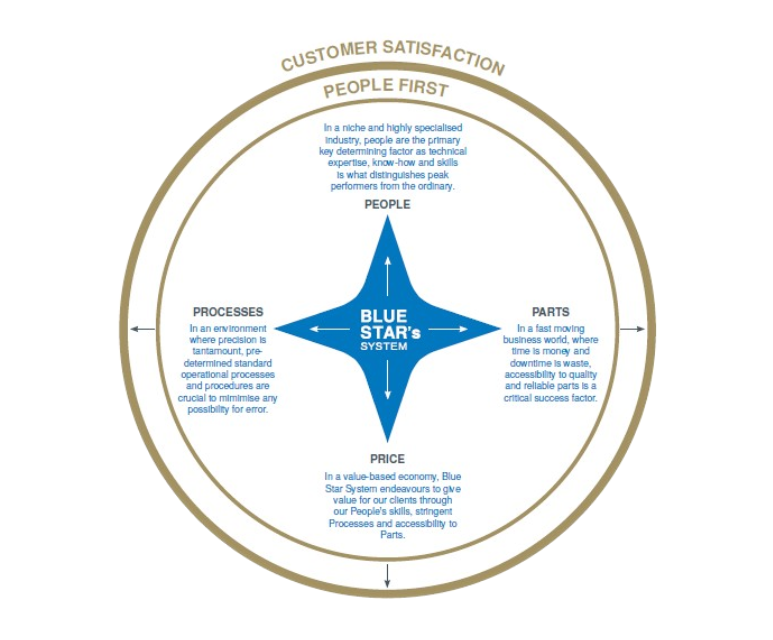 CUSTOMER SATISFACTION
PEOPLE FIRST
In a niche and highly specialised
industry, people are the primary
key determining factor as technical
expertise, know-how and skills
is what distinguishes peak
performers from the ordinary.
PEOPLE
PROCESSES
In an environment
where precision is
tantamount, pre-
determined standard
operational processes
and procedures are
crucial to mimimise any
possibility for error.
BLUE
STAR's
SYSTEM
PARTS
In a fast moving
business world, where
time is money and
downtime is waste,
accessibility to quality
and reliable parts is a
critical success factor.
PRICE
In a value-based economy, Blue
Star System endeavours to give
value for our clients through
our People's skills, stringent
Processes and accessibility to
Parts.